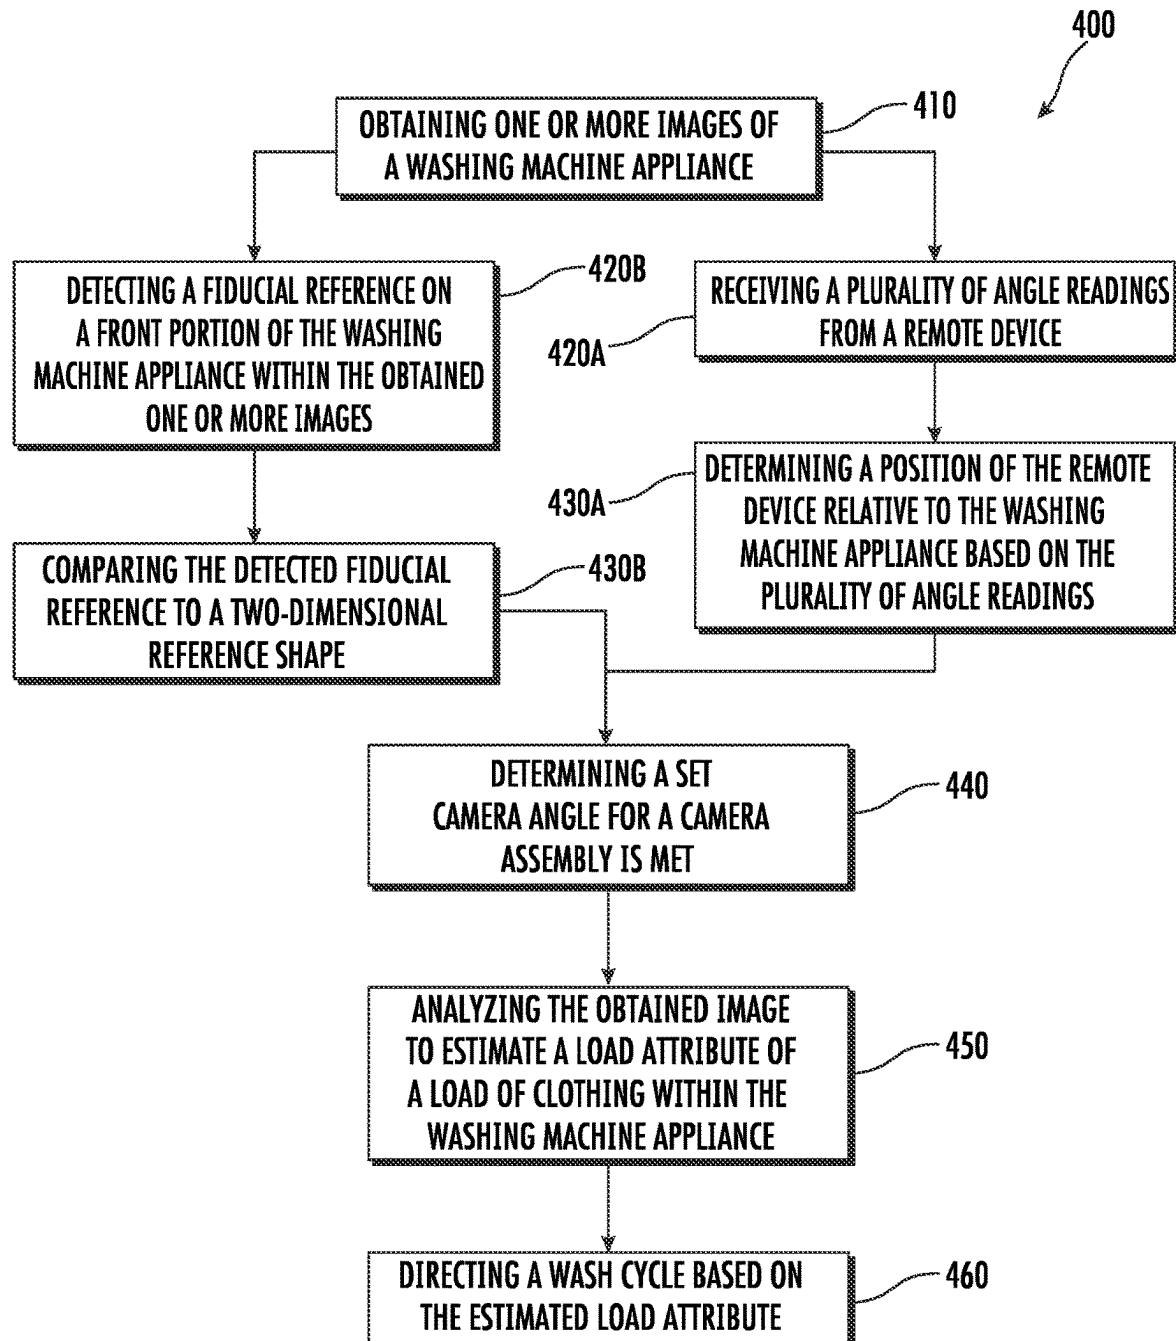 400
OBTAINING ONE OR MORE IMAGES OF
A WASHING MACHINE APPLIANCE
410
DETECTING A FIDUCIAL REFERENCE ON
A FRONT PORTION OF THE WASHING
MACHINE APPLIANCE WITHIN THE OBTAINED
ONE OR MORE IMAGES
420B
RECEIVING A PLURALITY OF ANGLE READINGS
FROM A REMOTE DEVICE
420A
COMPARING THE DETECTED FIDUCIAL
REFERENCE TO A TWO-DIMENSIONAL
REFERENCE SHAPE
430B
DETERMINING A POSITION OF THE REMOTE
DEVICE RELATIVE TO THE WASHING
MACHINE APPLIANCE BASED ON THE
PLURALITY OF ANGLE READINGS
430A
DETERMINING A SET
CAMERA ANGLE FOR A CAMERA
ASSEMBLY IS MET
440
ANALYZING THE OBTAINED IMAGE
TO ESTIMATE A LOAD ATTRIBUTE OF
A LOAD OF CLOTHING WITHIN THE
WASHING MACHINE APPLIANCE
450
DIRECTING A WASH CYCLE BASED ON
THE ESTIMATED LOAD ATTRIBUTE
460